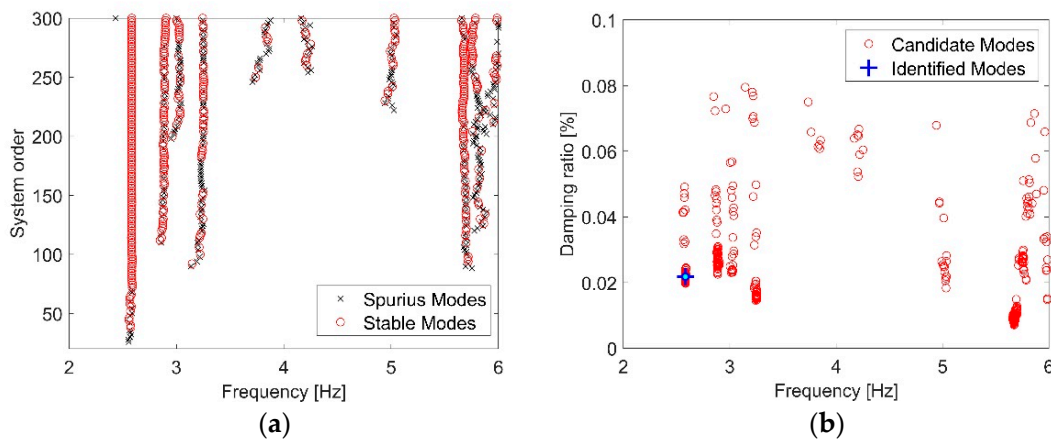 300
250
200
150
100
50
System order
Spurius Modes
Stable Modes
2
3
4
5
6
Frequency [Hz]
(a)
0.1
0.08
0.06
0.04
0.02
0
Damping ratio [%]
Candidate Modes
Identified Modes
2
3
4
5
6
Frequency [Hz]
(b)